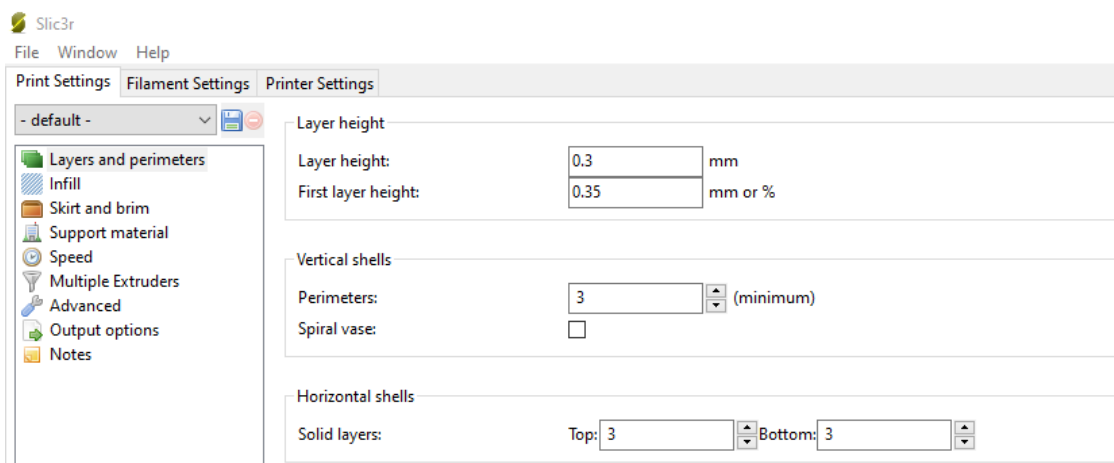 Slic3r
File Window Help
Print Settings Filament Settings Printer Settings
- default -
Layers and perimeters
Infill
Skirt and brim
Support material
Speed
Multiple Extruders
Advanced
Output options
Notes
Layer height
Layer height: 0.3 mm
First layer height: 0.35 mm or %
Vertical shells
Perimeters: 3 (minimum)
Spiral vase:
Horizontal shells
Solid layers: Top: 3 Bottom: 3